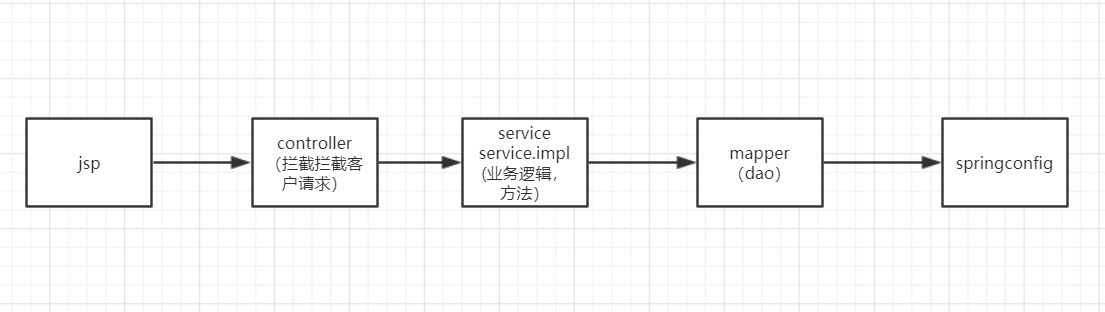 jsp
controller
（拦截拦截客
户请求）
service
service.impl
(业务逻辑，
方法）
mapper
（dao）
springconfig